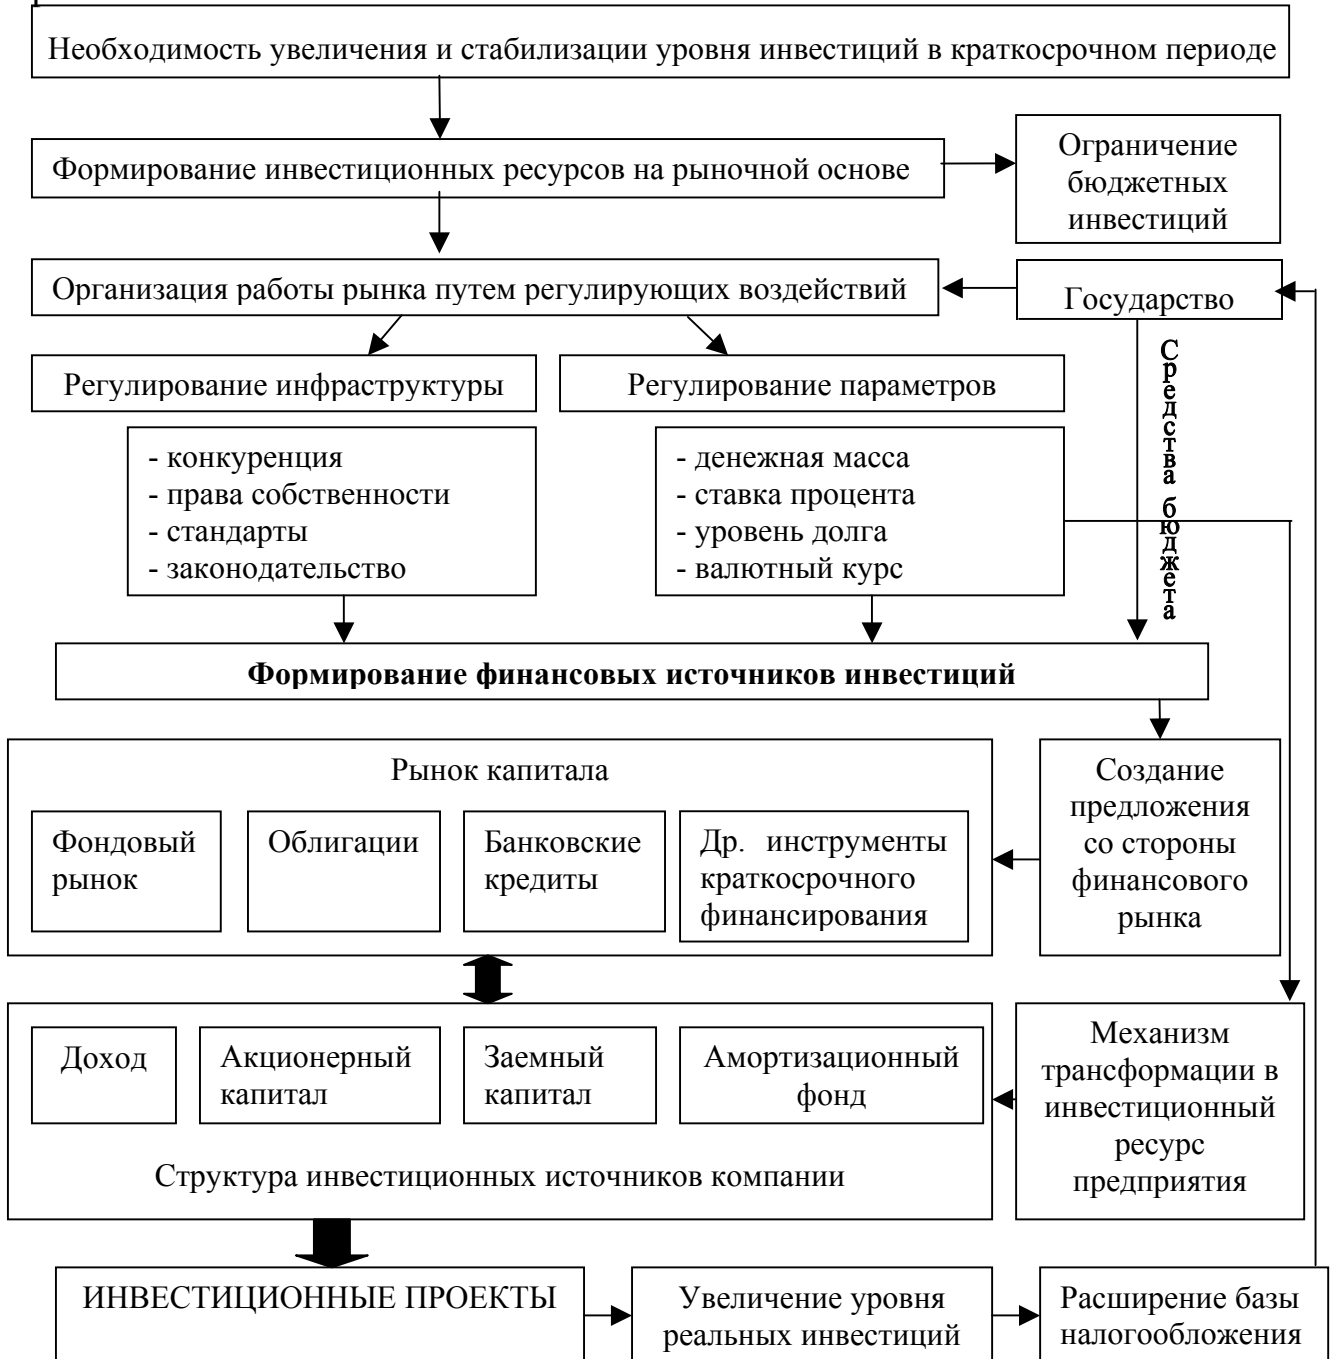 Необходимость увеличения и стабилизации уровня инвестиций в краткосрочном периоде
Формирование инвестиционных ресурсов на рыночной основе
Ограничение
бюджетных
инвестиций
Организация работы рынка путем регулирующих воздействий
Государство
Средства бюджета
Регулирование инфраструктуры
Регулирование параметров
- конкуренция
- права собственности
- стандарты
- законодательство
- денежная масса
- ставка процента
- уровень долга
- валютный курс
Формирование финансовых источников инвестиций
Рынок капитала
Фондовый
рынок
Облигации
Банковские
кредиты
Др. инструменты
краткосрочного
финансирования
Создание
предложения
со стороны
финансового
рынка
Доход
Акционерный
капитал
Заемный
капитал
Амортизационный
фонд
Структура инвестиционных источников компании
Механизм
трансформации в
инвестиционный
ресурс
предприятия
ИНВЕСТИЦИОННЫЕ ПРОЕКТЫ
Увеличение уровня
реальных инвестиций
Расширение базы
налогообложения